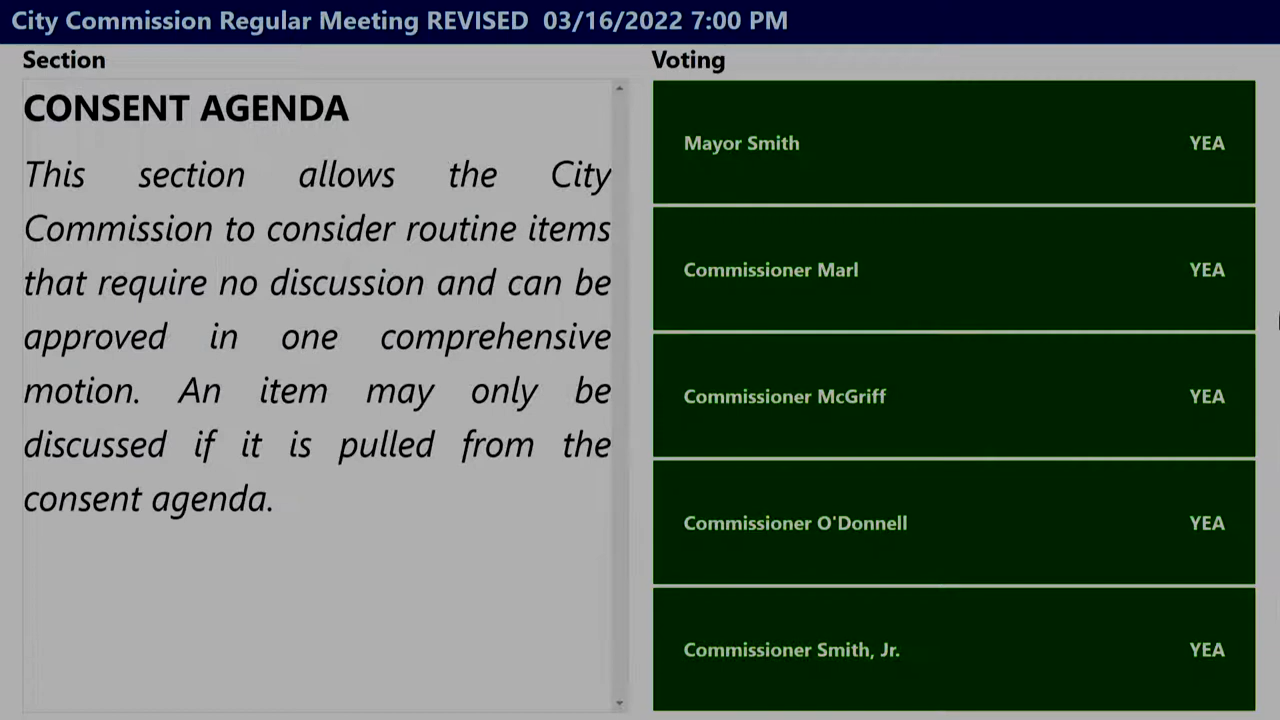 City Commission Regular Meeting REVISED 03/16/2022 7:00 PM
Section
CONSENT AGENDA
This section allows the City
Commission to consider routine items
that require no discussion and can be
approved in one comprehensive
motion. An item may only be
discussed if it is pulled from the
consent agenda.
Voting
Mayor Smith YEA
Commissioner Marl YEA
Commissioner McGriff YEA
Commissioner O'Donnell YEA
Commissioner Smith, Jr. YEA